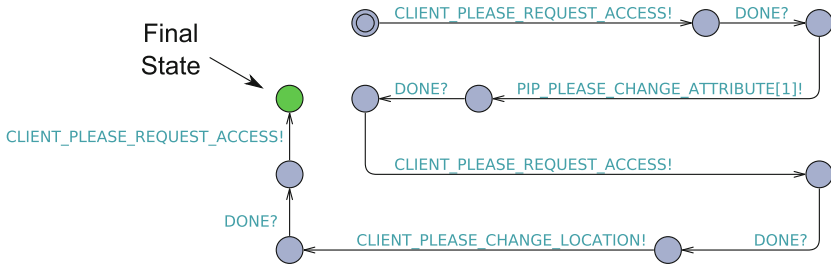 CLIENT_PLEASE_REQUEST_ACCESS!
DONE?
Final
State
DONE?
PIP_PLEASE_CHANGE_ATTRIBUTE[1]!
CLIENT_PLEASE_REQUEST_ACCESS!
CLIENT_PLEASE_REQUEST_ACCESS!
DONE?
CLIENT_PLEASE_CHANGE_LOCATION!
DONE?